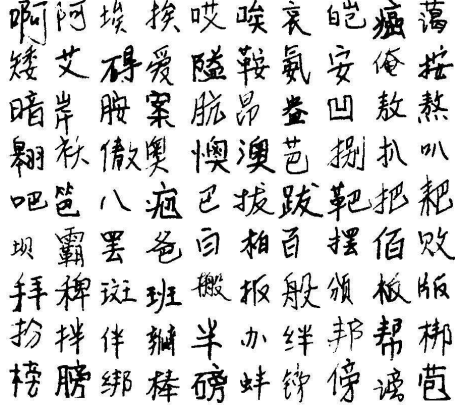 啊阿埃挨哎唉哀皑癌蔼
矮艾碍爱隘鞍氨安俺按
暗岸胺案肮昂盎凹敖熬
翱袄傲奥懊澳芭捌扒叭
吧笆八疤巴拔跋靶把耙
坝霸罢爸白柏百摆佰败
拜稗斑班搬扳般颁板版
扮拌伴瓣半办绊邦帮梆
榜膀绑棒磅蚌镑傍谤苞